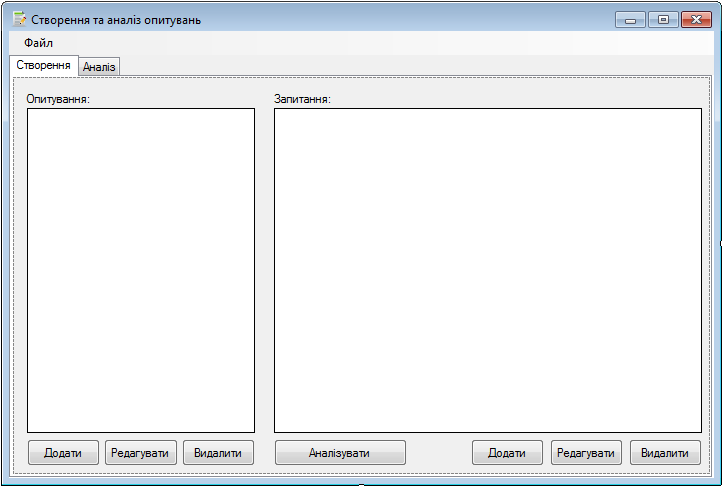 Створення та аналіз опитувань
Файл
Створення Аналіз
Опитування: Запитання:
Додати Редагувати Видалити Аналізувати Додати Редагувати Видалити